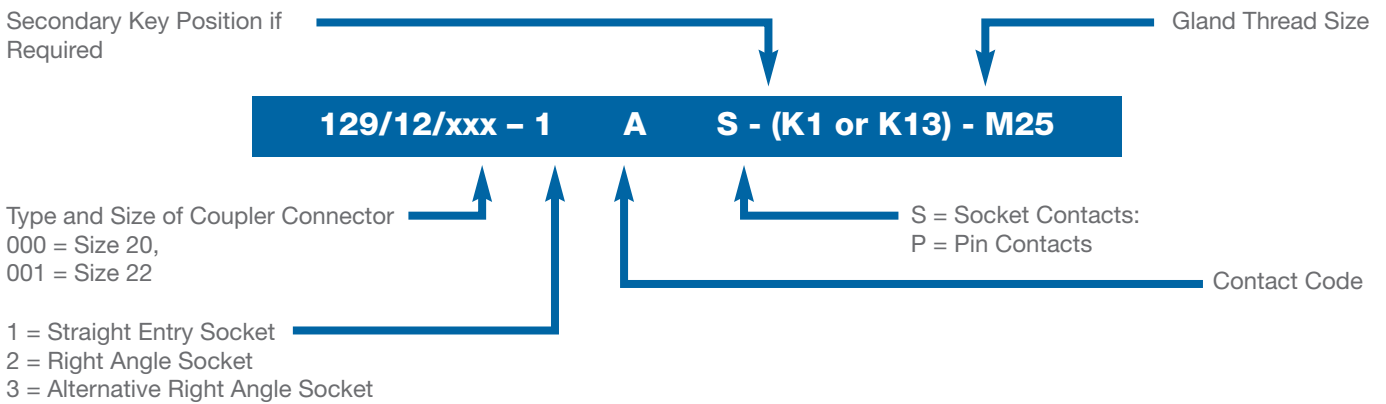 Secondary Key Position if
Required
Gland Thread Size
129/12/xxx – 1 A S - (K1 or K13) - M25
Type and Size of Coupler Connector
000 = Size 20,
001 = Size 22
S = Socket Contacts:
P = Pin Contacts
Contact Code
1 = Straight Entry Socket
2 = Right Angle Socket
3 = Alternative Right Angle Socket